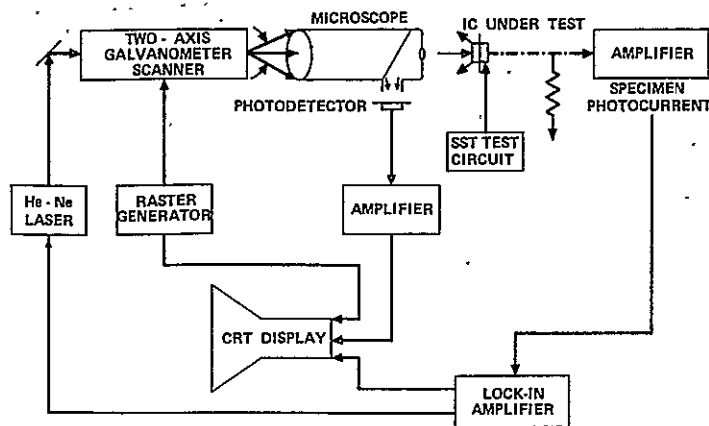 TWO - AXIS
GALVANOMETER
SCANNER
MICROSCOPE
IC UNDER TEST
AMPLIFIER
SPECIMEN
PHOTOCURRENT
PHOTODETECTOR
SST TEST
CIRCUIT
He - Ne
LASER
RASTER
GENERATOR
AMPLIFIER
CRT DISPLAY
LOCK-IN
AMPLIFIER